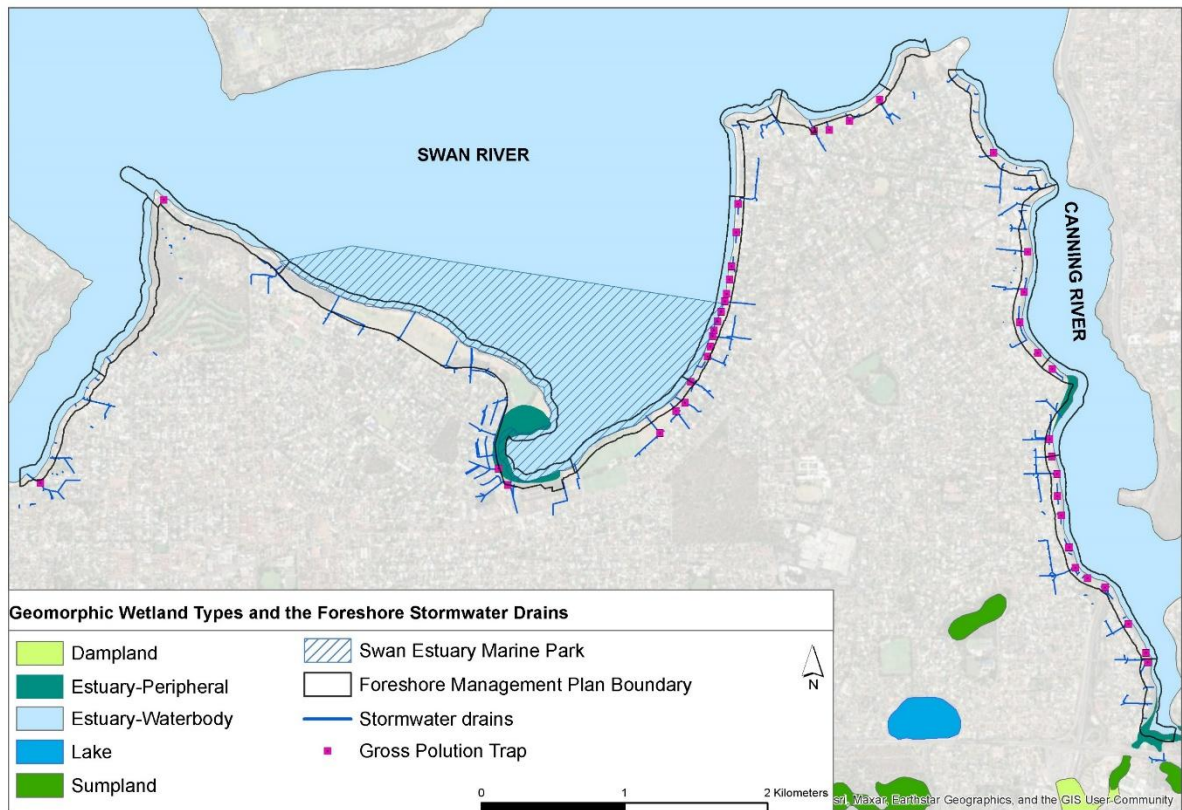 SWAN RIVER
CANNING RIVER
Geomorphic Wetland Types and the Foreshore Stormwater Drains
Dampland
Estuary-Peripheral
Estuary-Waterbody
Lake
Sumpland
Swan Estuary Marine Park
Foreshore Management Plan Boundary
Stormwater drains
Gross Polution Trap
N
0 1 2 Kilometers
sri, Maxar, Earthstar Geographics, and the GIS User Community